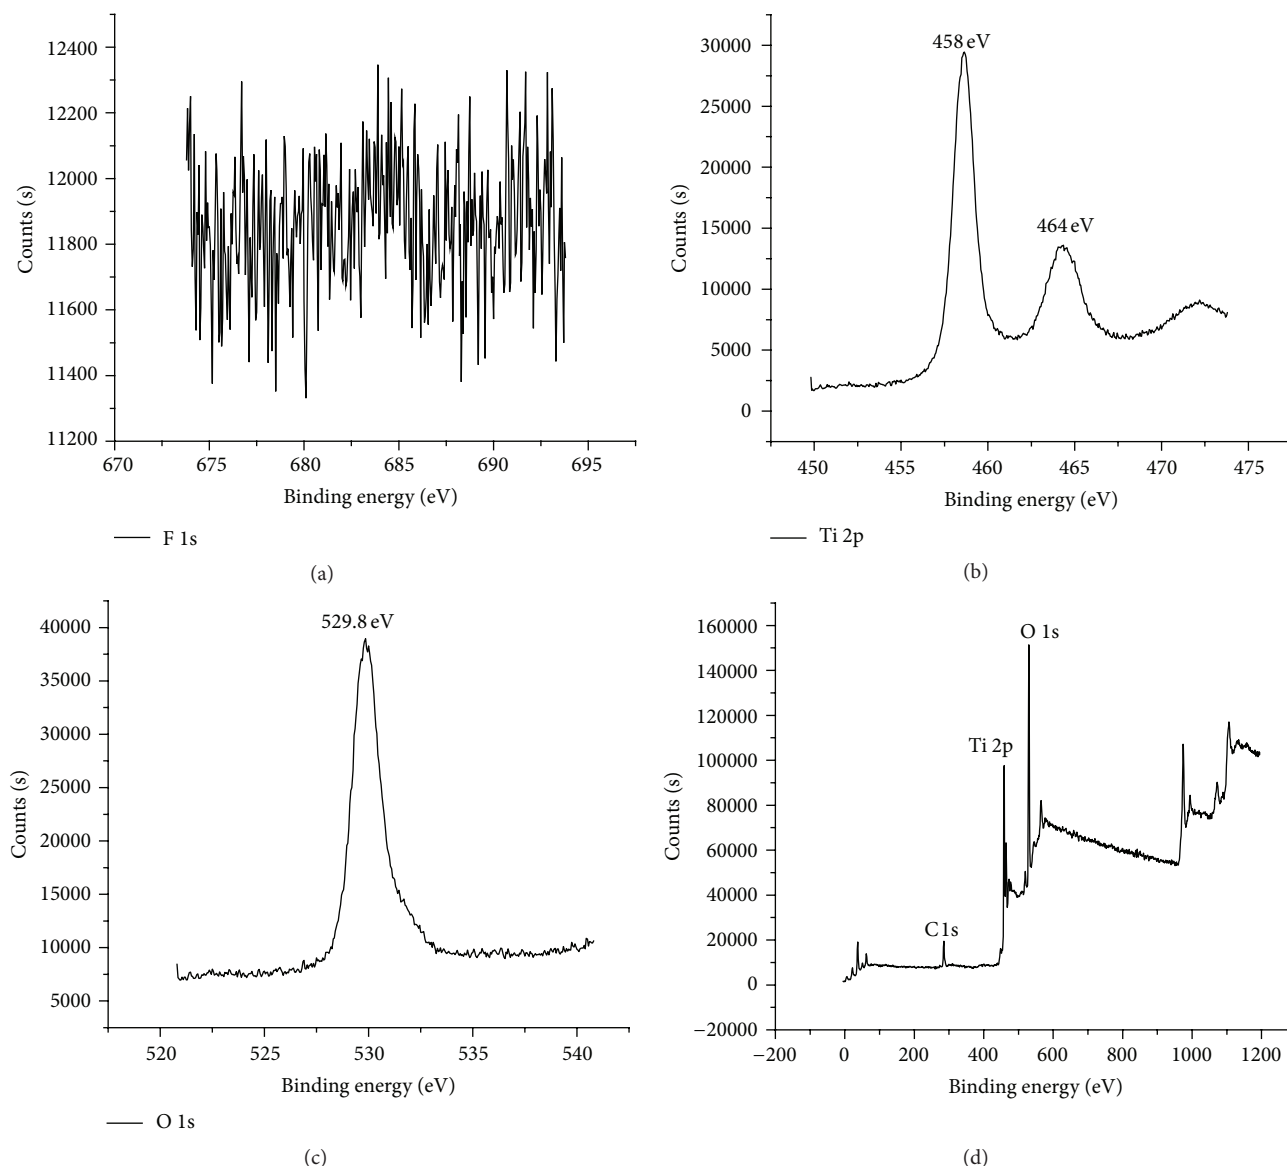 12400
12200
12000
11800
11600
11400
11200
Counts (s)
670 675 680 685 690 695
Binding energy (eV)
F 1s
(a)
458 eV
464 eV
30000
25000
20000
15000
10000
5000
0
Counts (s)
450 455 460 465 470 475
Binding energy (eV)
Ti 2p
(b)
529.8 eV
40000
35000
30000
25000
20000
15000
10000
5000
Counts (s)
520 525 530 535 540
Binding energy (eV)
O 1s
(c)
O 1s
Ti 2p
C 1s
160000
140000
120000
100000
80000
60000
40000
20000
0
−20000
Counts (s)
−200 0 200 400 600 800 1000 1200
Binding energy (eV)
(d)